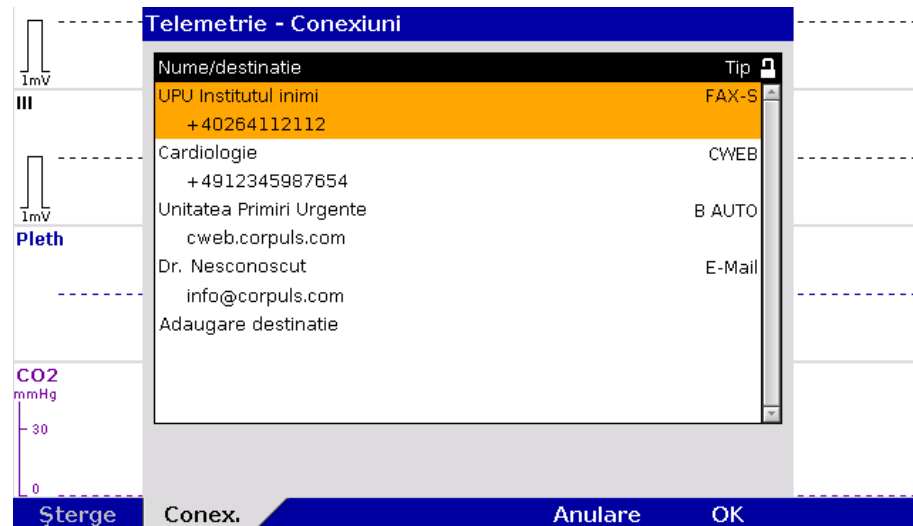 Telemetrie - Conexiuni
Nume/destinatie Tip
UPU Institutul inimi FAX-S
+40264112112
Cardiologie CWEB
+4912345987654
Unitatea Primiri Urgente B AUTO
cweb.corpuls.com
Dr. Nesconoscut E-Mail
info@corpuls.com
Adaugare destinatie
1mV
III
1mV
Pleth
CO2
mmHg
30
0
Şterge Conex. Anulare OK